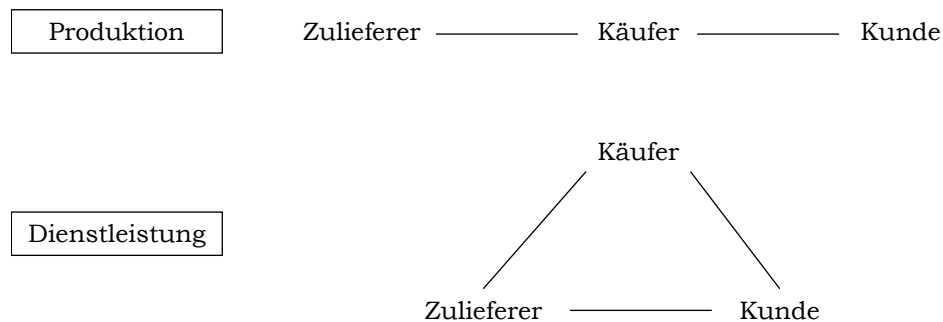 Produktion Zulieferer Käufer Kunde
Käufer
Dienstleistung
Zulieferer Kunde